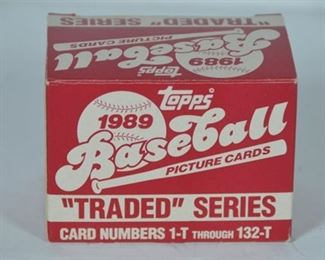 "TRADED" SERIES
Topps
1989
Baseball
PICTURE CARDS
Topps
1989
Baseball
PICTURE CARDS
"TRADED" SERIES
CARD NUMBERS 1-T THROUGH 132-T